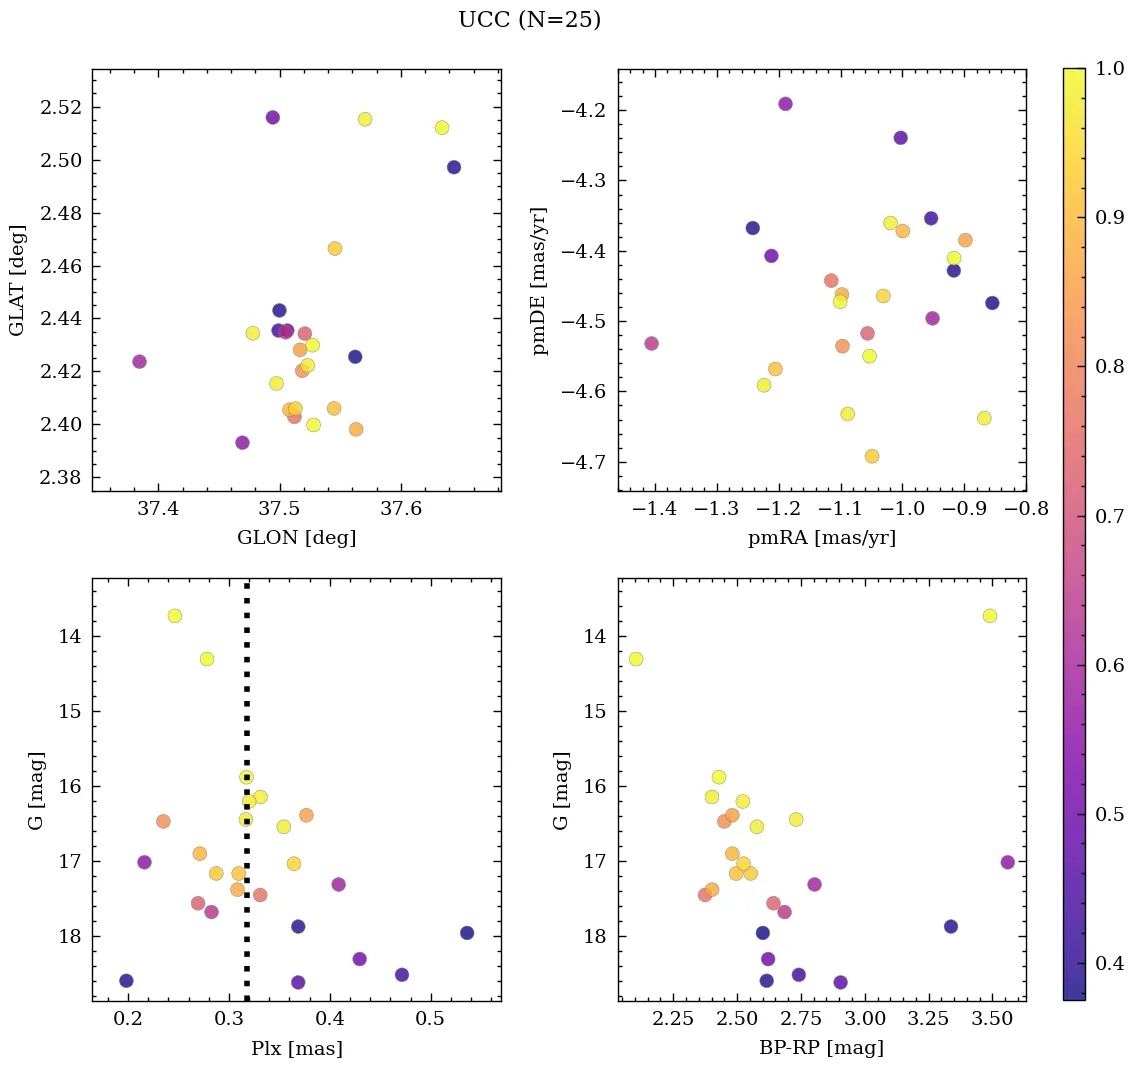 UCC (N=25)
2.52
2.50
2.48
2.46
2.44
2.42
2.40
2.38
GLAT [deg]
37.4 37.5 37.6
GLON [deg]
−4.2
−4.3
−4.4
−4.5
−4.6
−4.7
pmDE [mas/yr]
−1.4 −1.3 −1.2 −1.1 −1.0 −0.9 −0.8
pmRA [mas/yr]
14
15
16
17
18
G [mag]
0.2 0.3 0.4 0.5
Plx [mas]
14
15
16
17
18
G [mag]
2.25 2.50 2.75 3.00 3.25 3.50
BP-RP [mag]
1.0
0.9
0.8
0.7
0.6
0.5
0.4